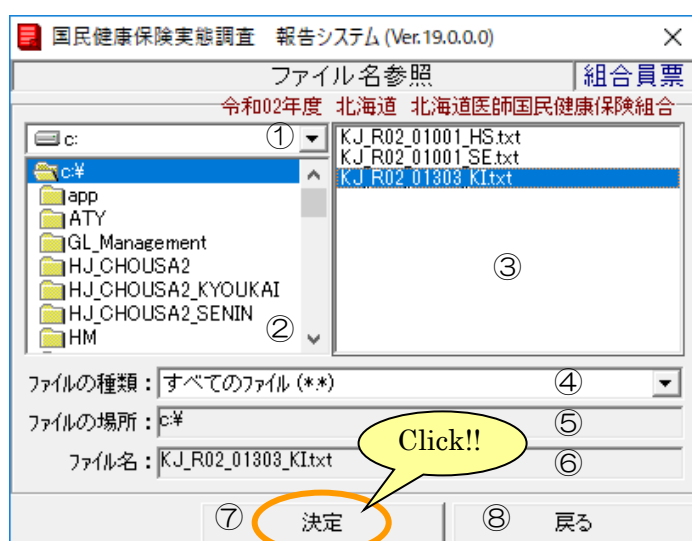 国民健康保険実態調査 報告システム (Ver.19.0.0.0)
ファイル名参照
組合員票
令和02年度 北海道 北海道医師国民健康保険組合
c: ①
c:¥
app
ATY
GL_Management
HJ_CHOUSA2
HJ_CHOUSA2_KYOUKAI
HJ_CHOUSA2_SENIN
HM
②
KJ_R02_01001_HS.txt
KJ_R02_01001_SE.txt
KJ_R02_01303_KI.txt
③
ファイルの種類：すべてのファイル (*.*) ④
ファイルの場所：c:¥ ⑤
ファイル名：KJ_R02_01303_KI.txt ⑥
Click!!
⑦ 決定
⑧ 戻る